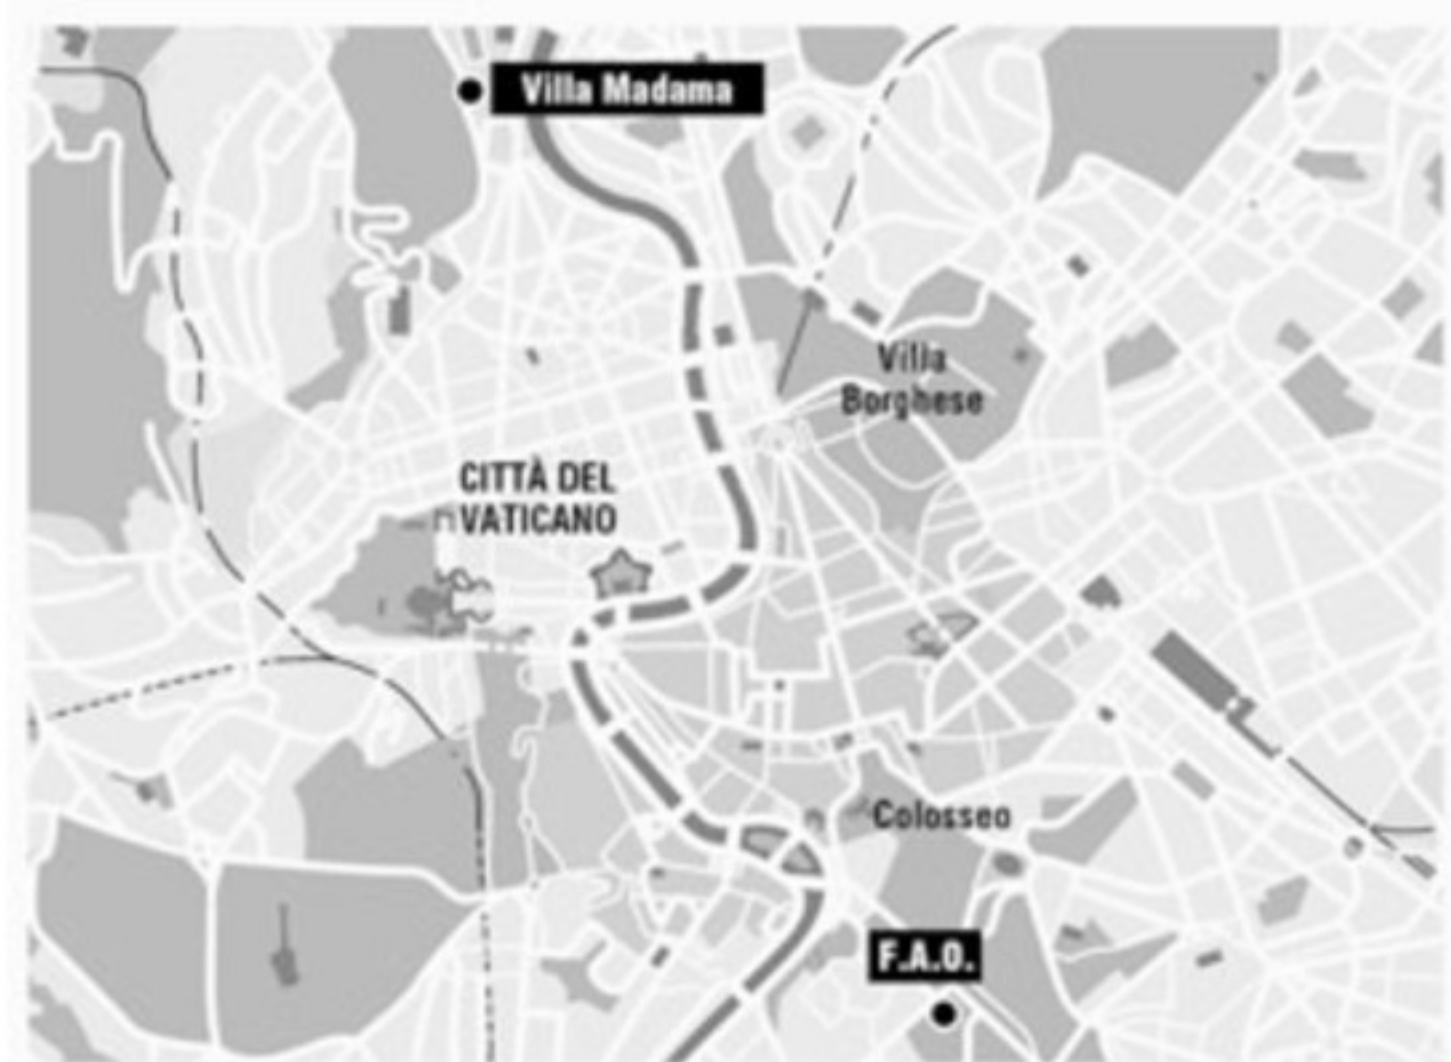 Villa Madama
Villa
Borghese
CITTÀ DEL
VATICANO
Colosseo
F.A.O.